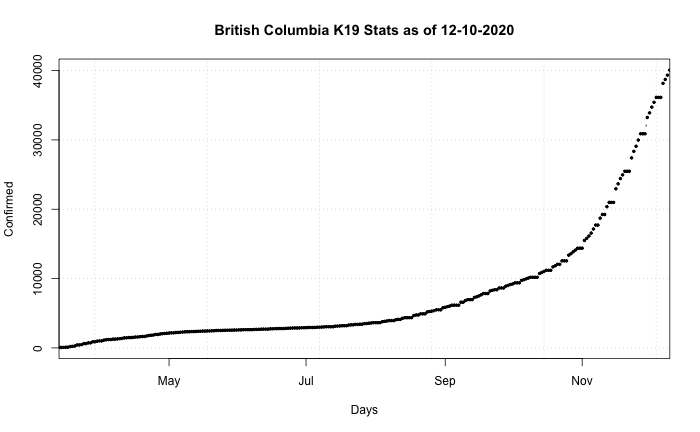 British Columbia K19 Stats as of 12-10-2020
Confirmed
40000
30000
20000
10000
0
May Jul Sep Nov
Days